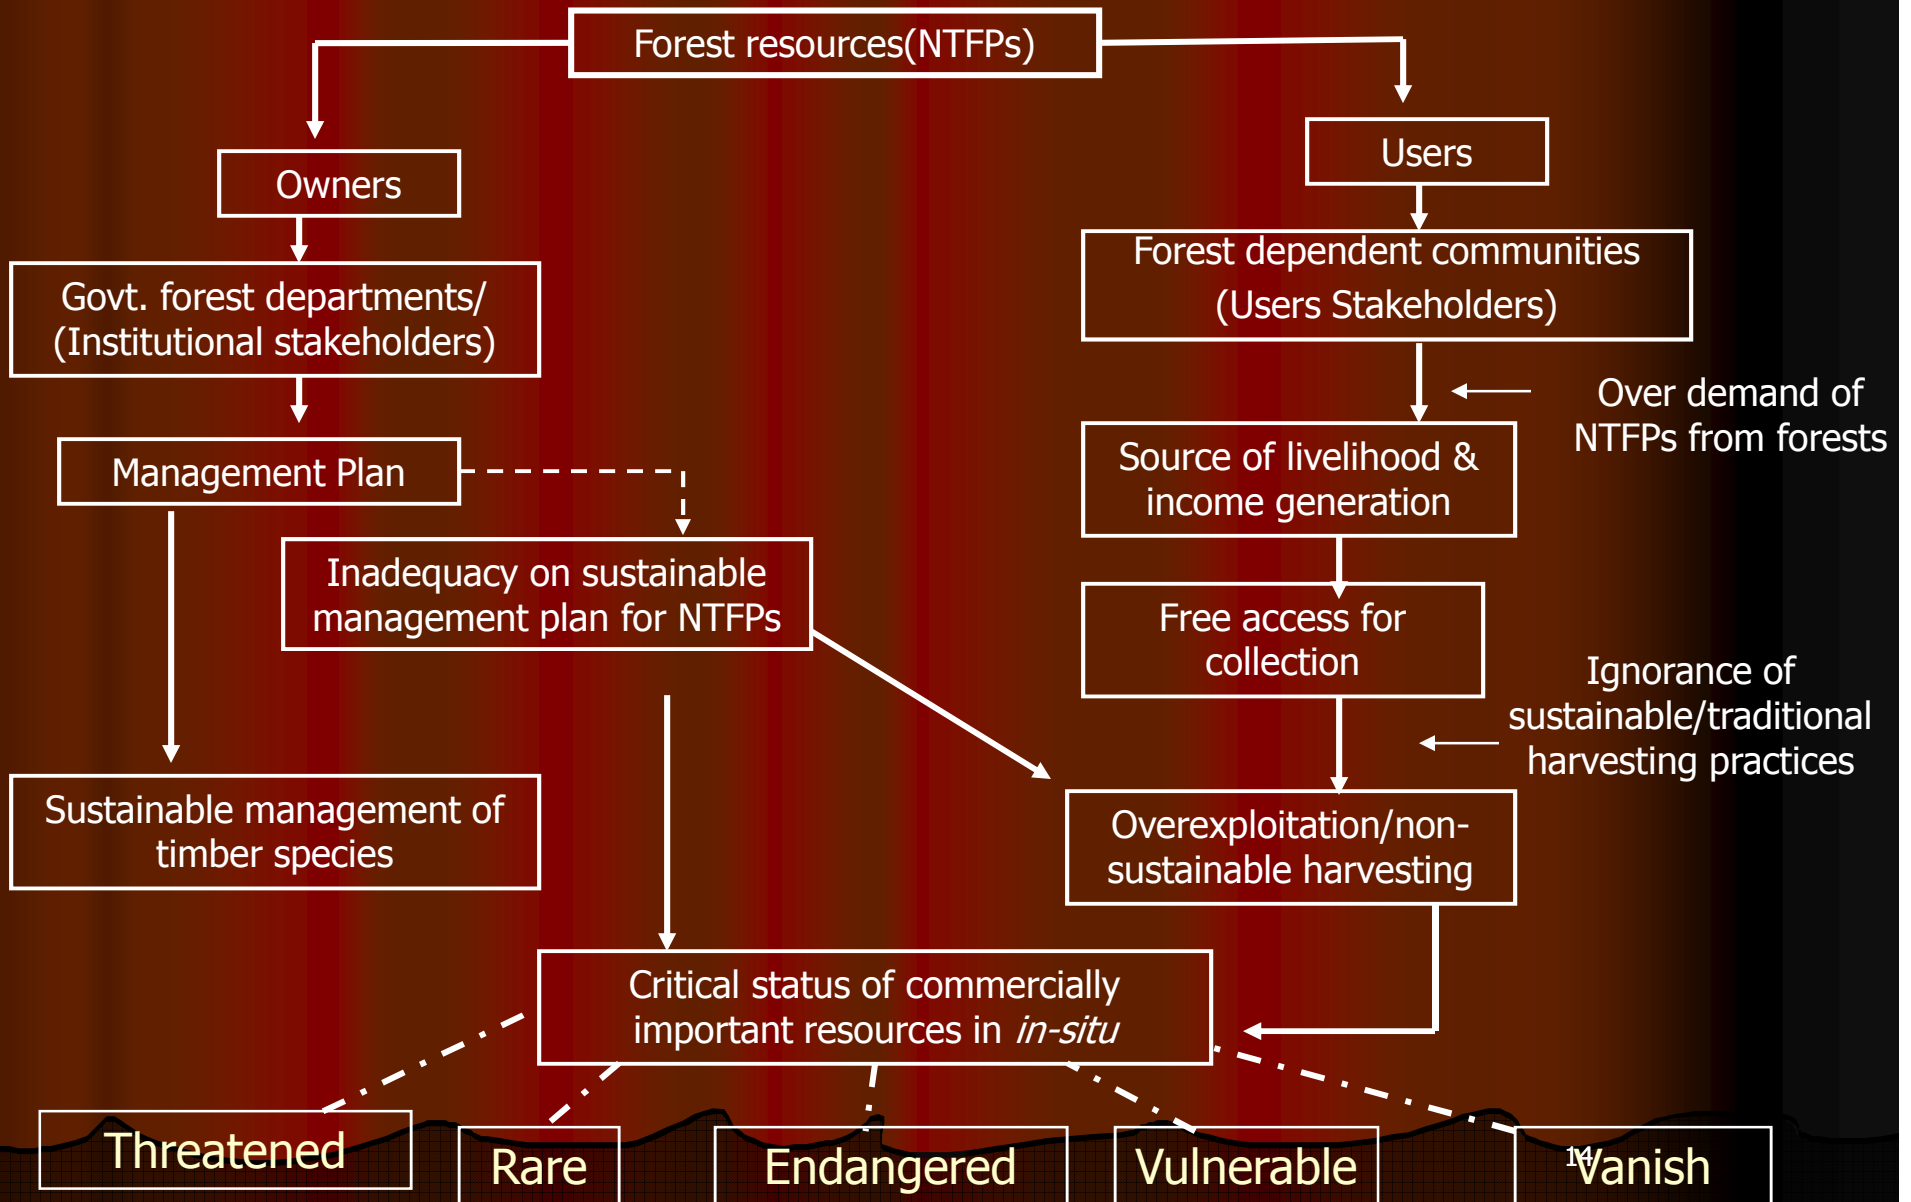 Forest resources(NTFPs)
Owners
Users
Govt. forest departments/
(Institutional stakeholders)
Forest dependent communities
(Users Stakeholders)
Over demand of
NTFPs from forests
Management Plan
Source of livelihood &
income generation
Inadequacy on sustainable
management plan for NTFPs
Free access for
collection
Ignorance of
sustainable/traditional
harvesting practices
Sustainable management of
timber species
Overexploitation/non-
sustainable harvesting
Critical status of commercially
important resources in in-situ
Threatened
Rare
Endangered
Vulnerable
Vanish
14